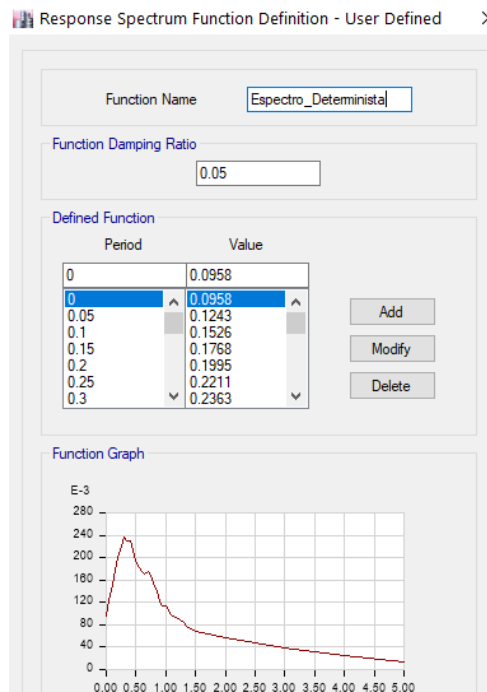 Response Spectrum Function Definition - User Defined
Function Name Espectro_Determinista
Function Damping Ratio
0.05
Defined Function
Period Value
0 0.0958
0 0.0958
0.05 0.1243
0.1 0.1526
0.15 0.1768
0.2 0.1995
0.25 0.2211
0.3 0.2363
Add
Modify
Delete
Function Graph
E-3
280
240
200
160
120
80
40
0
0.00 0.50 1.00 1.50 2.00 2.50 3.00 3.50 4.00 4.50 5.00